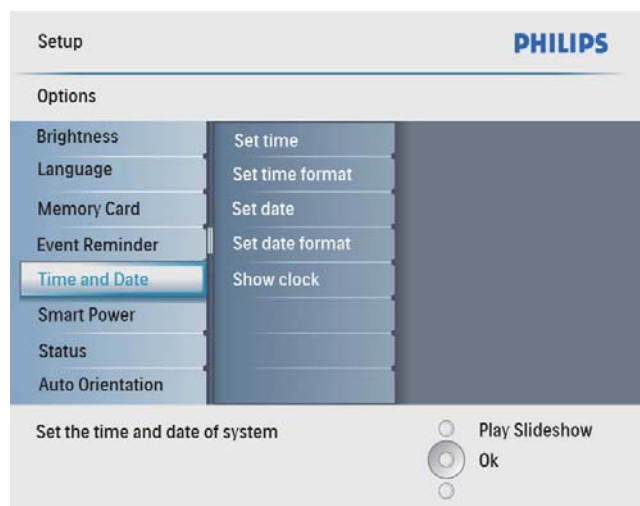 Setup
PHILIPS
Options
Brightness
Language
Memory Card
Event Reminder
Time and Date
Smart Power
Status
Auto Orientation
Set time
Set time format
Set date
Set date format
Show clock
Set the time and date of system
Play Slideshow
Ok